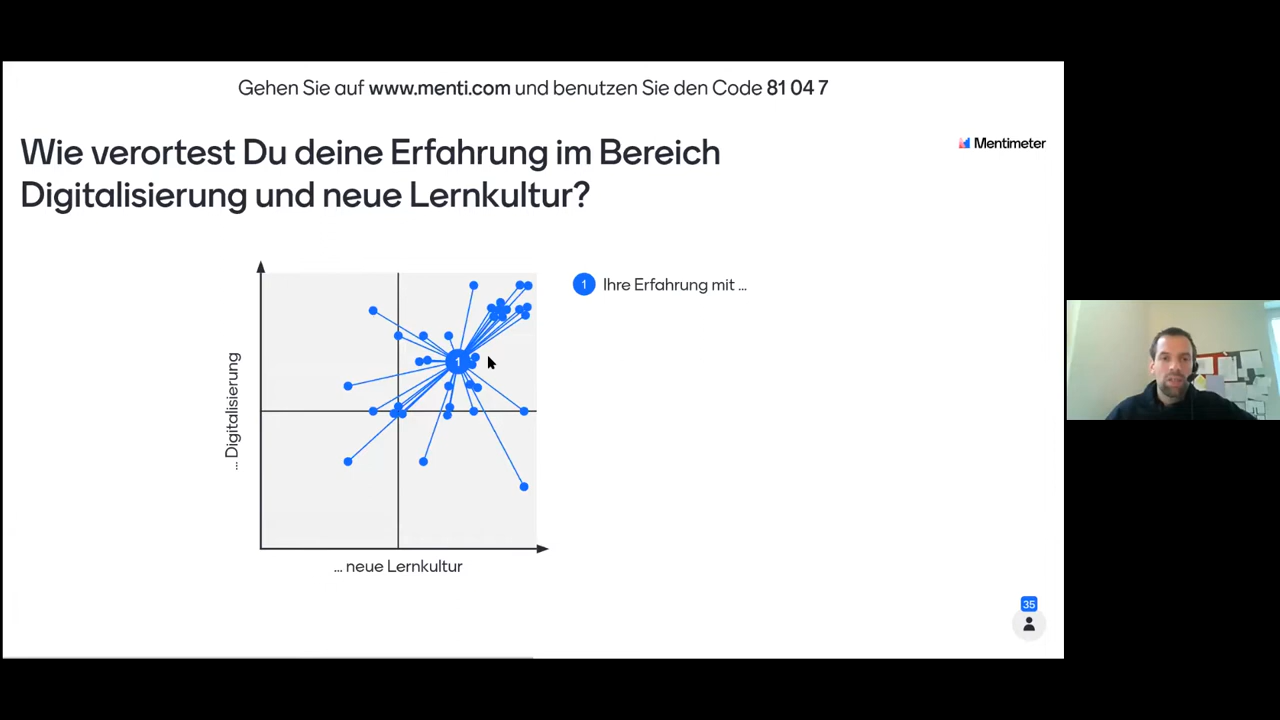 Gehen Sie auf www.menti.com und benutzen Sie den Code 81 04 7
Wie verortest Du deine Erfahrung im Bereich
Digitalisierung und neue Lernkultur?
Mentimeter
1 Ihre Erfahrung mit ...
1
... Digitalisierung
... neue Lernkultur
35